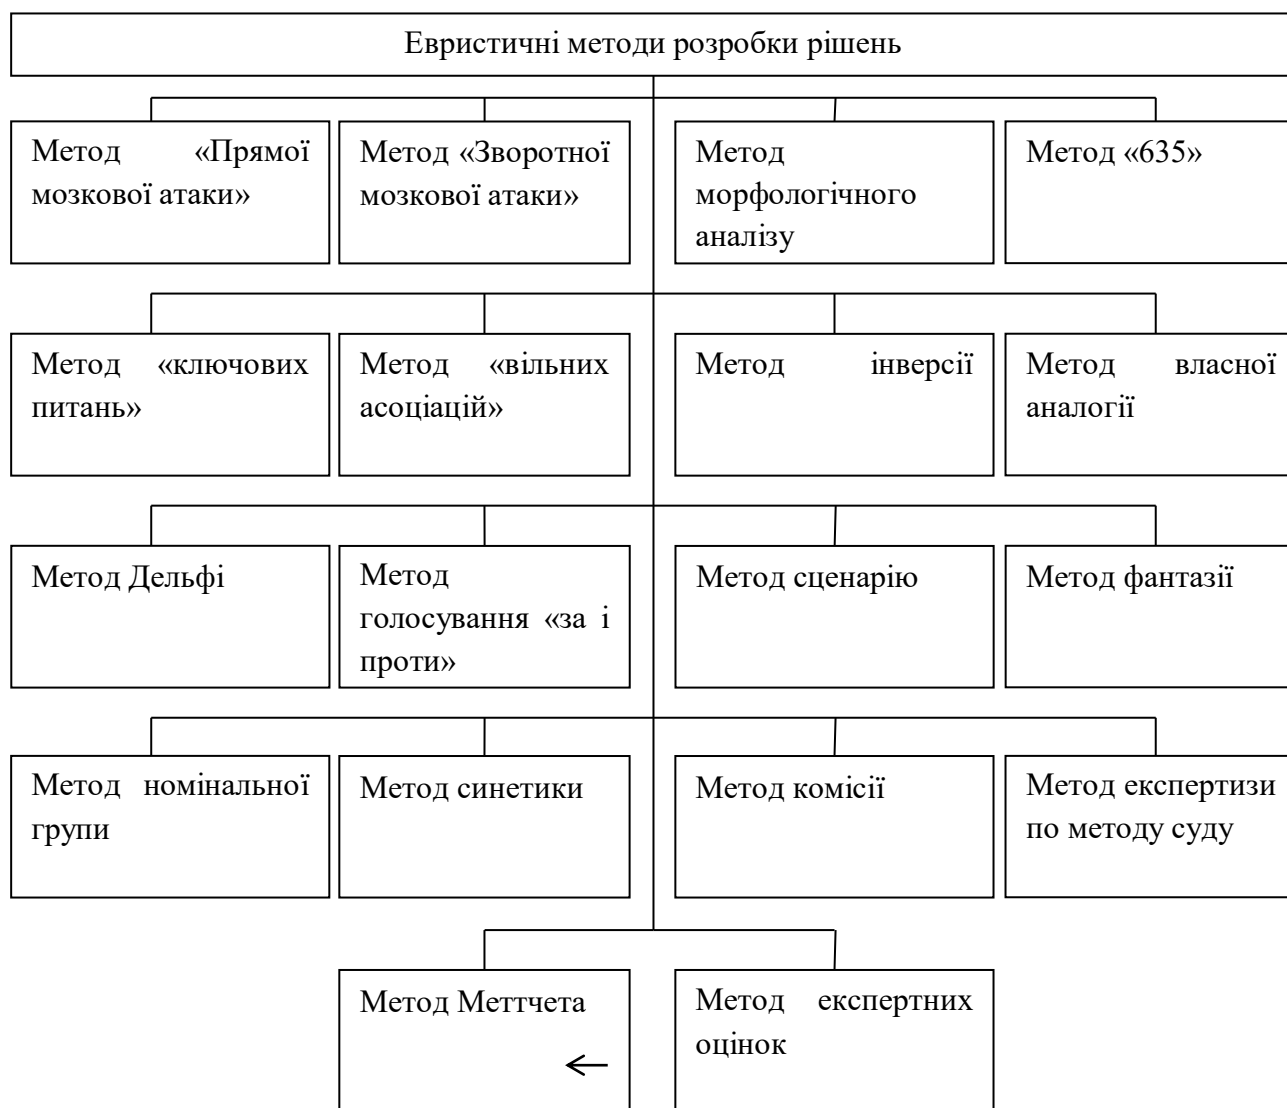 Евристичні методи розробки рішень
Метод «Прямої
мозкової атаки»
Метод «Зворотної
мозкової атаки»
Метод
морфологічного
аналізу
Метод «635»
Метод «ключових
питань»
Метод «вільних
асоціацій»
Метод інверсії
Метод власної
аналогії
Метод Дельфі
Метод
голосування «за і
проти»
Метод сценарію
Метод фантазії
Метод номінальної
групи
Метод синетики
Метод комісії
Метод експертизи
по методу суду
Метод Меттчета
Метод експертних
оцінок